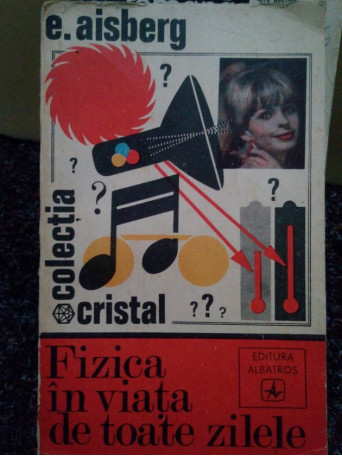 e. aisberg
?
?
?
?
colecția
cristal
? ? ?
Fizica
în viața
de toate zilele
EDITURA
ALBATROS